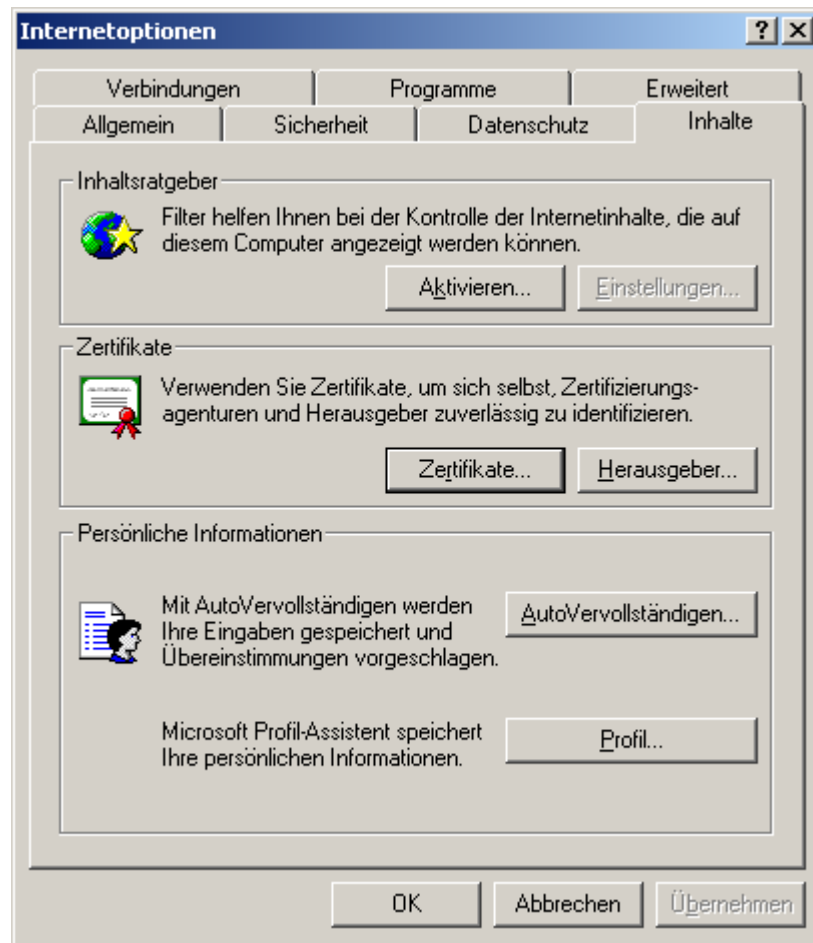 Internetoptionen
Verbindungen
Programme
Erweitert
Allgemein
Sicherheit
Datenschutz
Inhalte
Inhaltsratgeber
Filter helfen Ihnen bei der Kontrolle der Internetinhalte, die auf
diesem Computer angezeigt werden können.
Aktivieren...
Einstellungen...
Zertifikate
Verwenden Sie Zertifikate, um sich selbst, Zertifizierungs-
agenturen und Herausgeber zuverlässig zu identifizieren.
Zertifikate...
Herausgeber...
Persönliche Informationen
Mit AutoVervollständigen werden
Ihre Eingaben gespeichert und
Übereinstimmungen vorgeschlagen.
AutoVervollständigen...
Microsoft Profil-Assistent speichert
Ihre persönlichen Informationen.
Profil...
OK
Abbrechen
Übernehmen